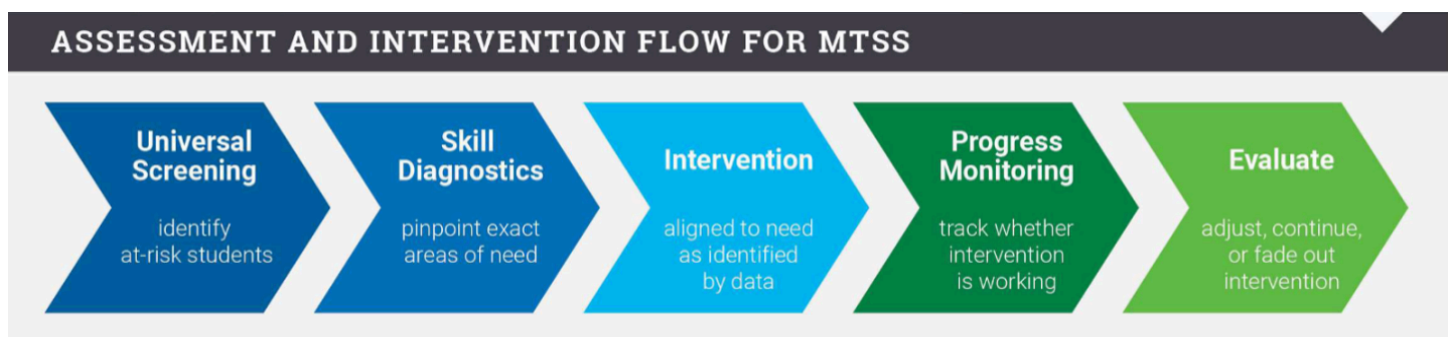 ASSESSMENT AND INTERVENTION FLOW FOR MTSS
Universal
Screening
identify
at-risk students
Skill
Diagnostics
pinpoint exact
areas of need
Intervention
aligned to need
as identified
by data
Progress
Monitoring
track whether
intervention
is working
Evaluate
adjust, continue,
or fade out
intervention